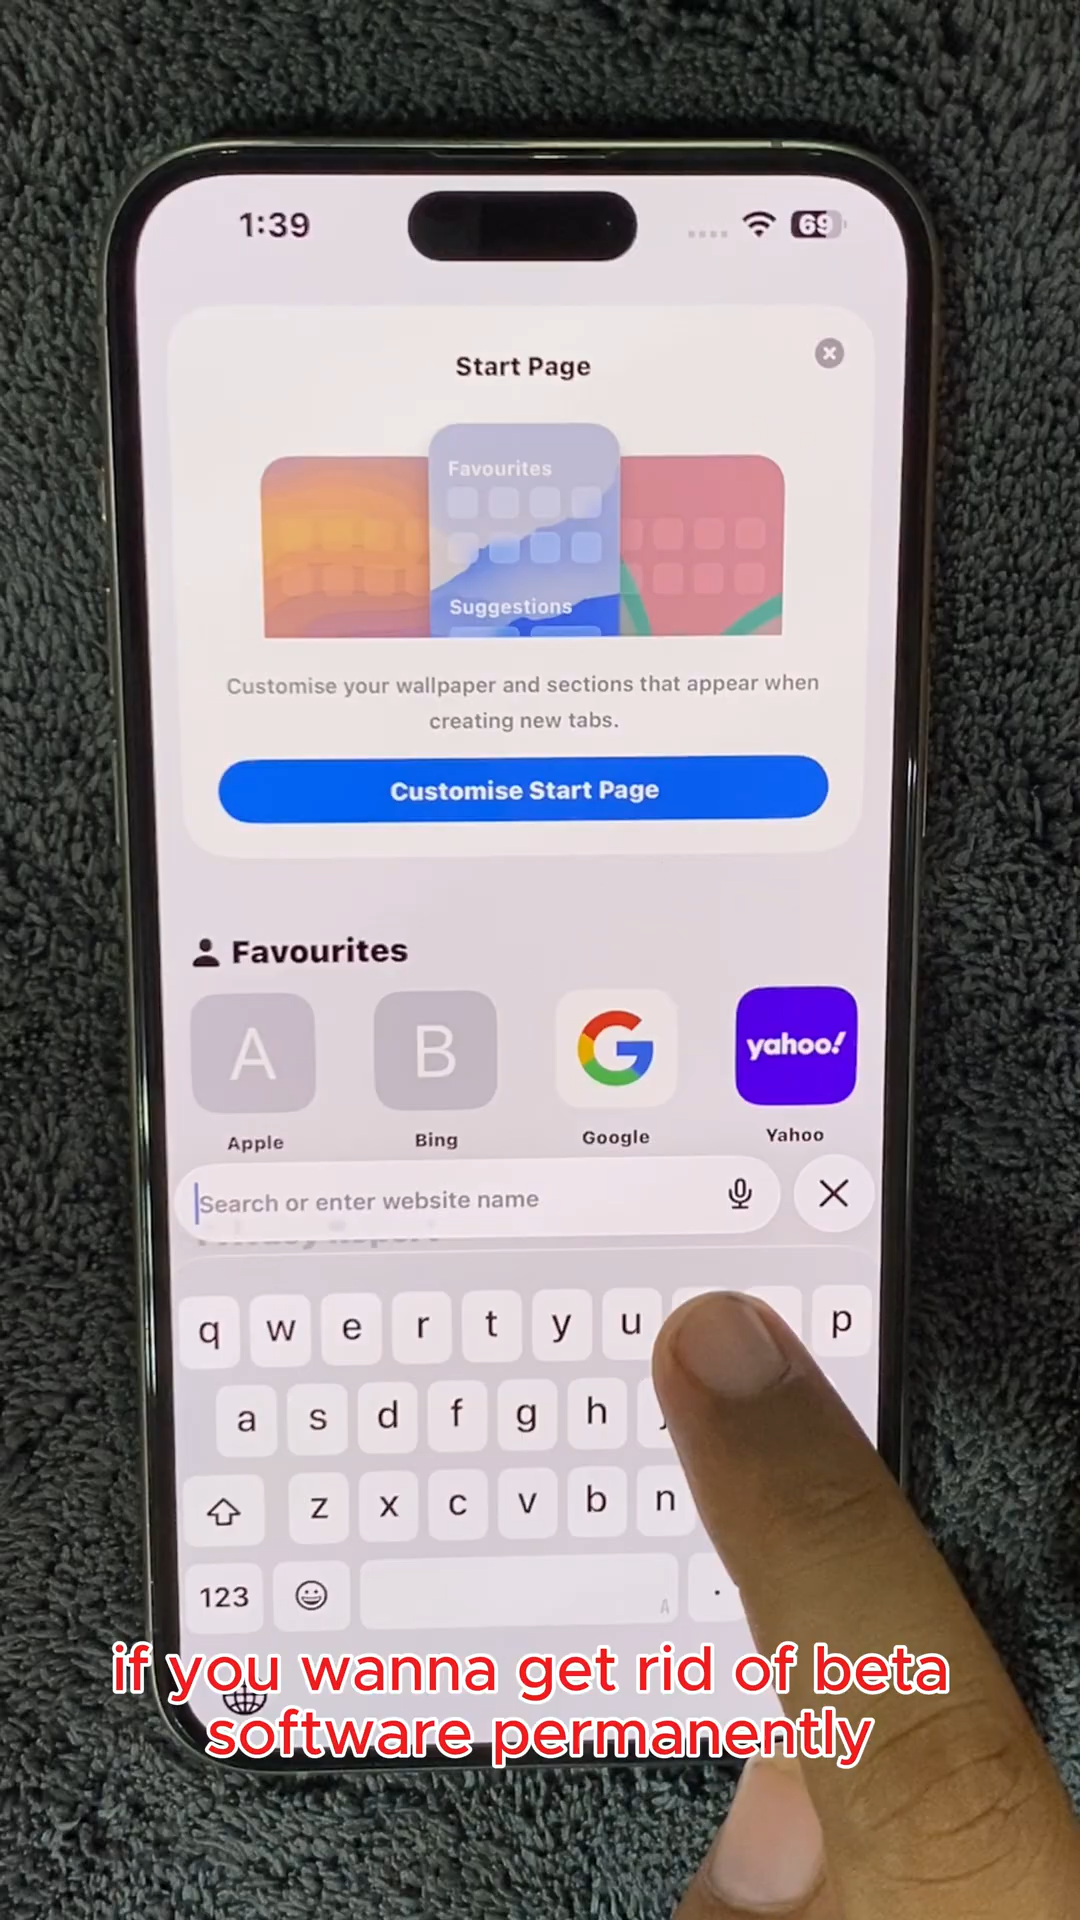 1:39
69
Start Page
Favourites
Suggestions
Customise your wallpaper and sections that appear when
creating new tabs.
Customise Start Page
Favourites
A
B
G
yahoo!
Apple
Bing
Google
Yahoo
Search or enter website name
Privacy Report
q w e r t y u p
a s d f g h j
z x c v b n
123
.
A
if you wanna get rid of beta
software permanently